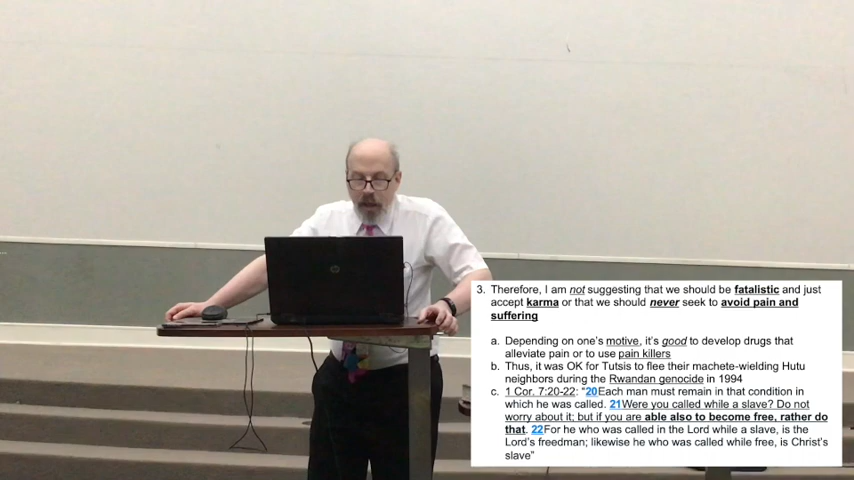 3. Therefore, I am not suggesting that we should be fatalistic and just
accept karma or that we should never seek to avoid pain and
suffering
a. Depending on one's motive, it's good to develop drugs that
alleviate pain or to use pain killers
b. Thus, it was OK for Tutsis to flee their machete-wielding Hutu
neighbors during the Rwandan genocide in 1994
c. 1 Cor. 7:20-22: "20Each man must remain in that condition in
which he was called. 21Were you called while a slave? Do not
worry about it; but if you are able also to become free, rather do
that. 22For he who was called in the Lord while a slave, is the
Lord's freedman; likewise he who was called while free, is Christ's
slave"
hp